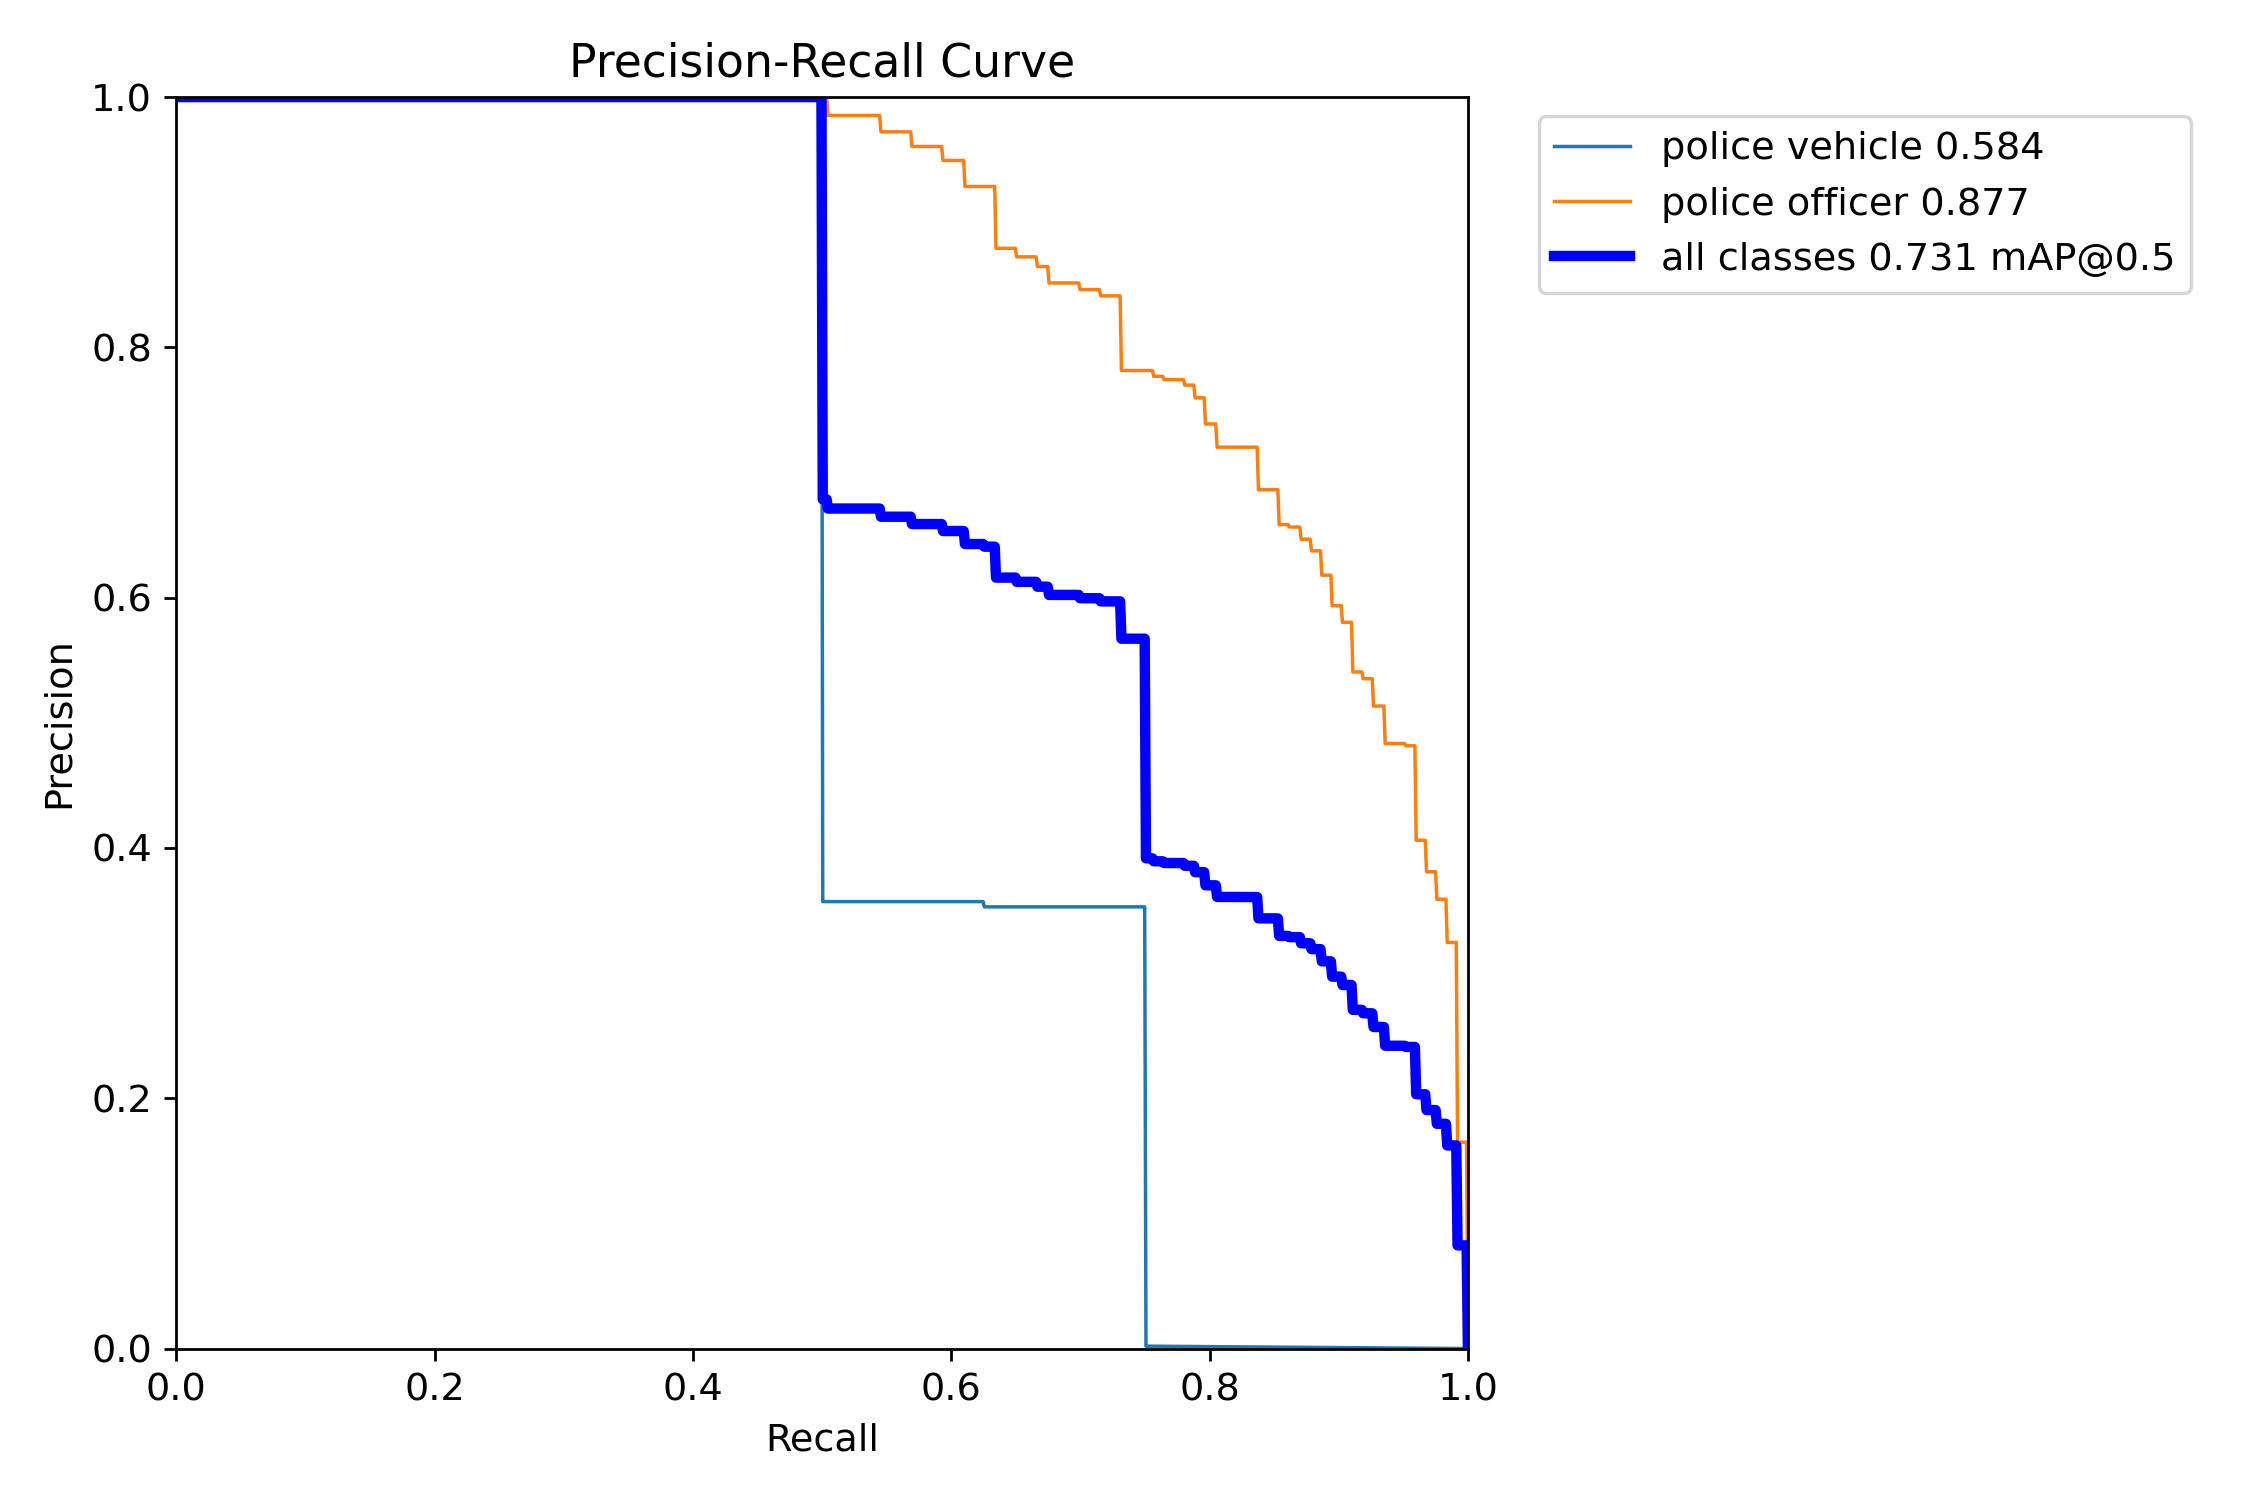 Precision-Recall Curve
police vehicle 0.584
police officer 0.877
all classes 0.731 mAP@0.5
1.0
0.8
0.6
0.4
0.2
0.0
Precision
0.0 0.2 0.4 0.6 0.8 1.0
Recall